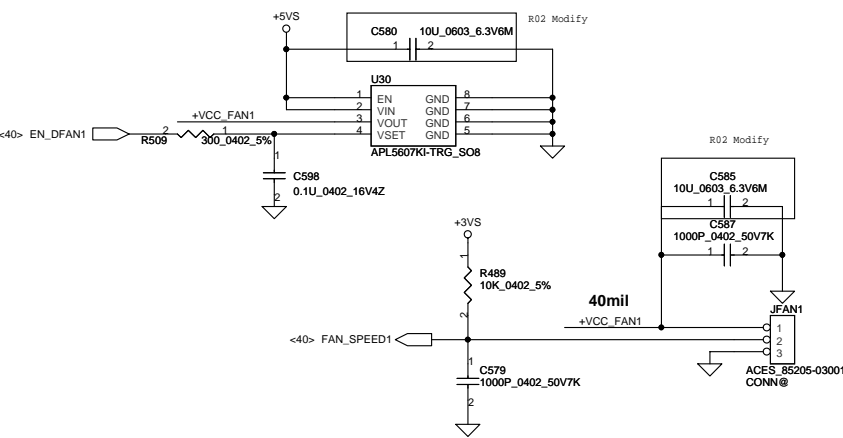 +5VS
C580 10U_0603_6.3V6M
1 2
R02 Modify
U30
1 EN GND 8
2 VIN GND 7
+VCC_FAN1 3 VOUT GND 6
<40> EN_DFAN1 2 1 4 VSET GND 5
R509 300_0402_5%
APL5607KI-TRG_SO8
1
C598
0.1U_0402_16V4Z
2
R02 Modify
C585
10U_0603_6.3V6M
1 2
C587
1000P_0402_50V7K
1 2
+3VS
1
R489
10K_0402_5%
2
40mil
+VCC_FAN1
JFAN1
1
2
3
<40> FAN_SPEED1
ACES_85205-03001
CONN@
1
C579
1000P_0402_50V7K
2